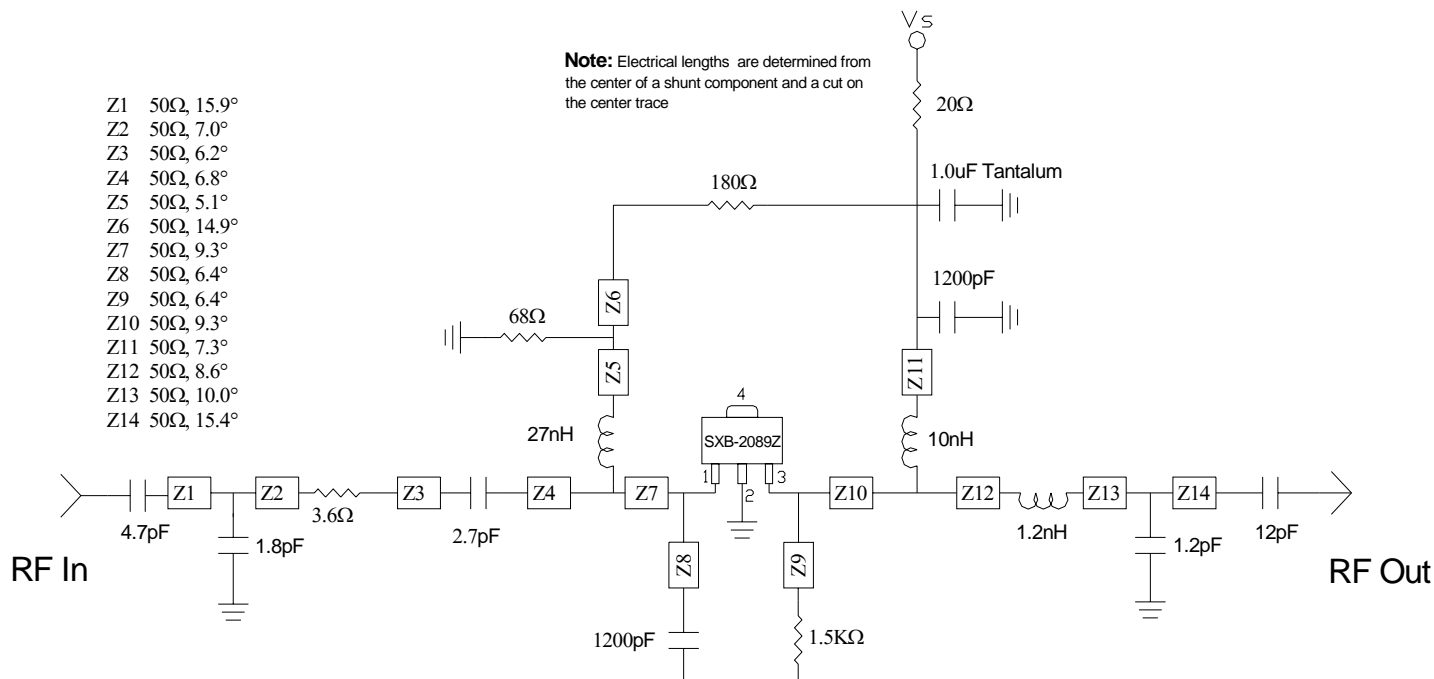 Vs
Note: Electrical lengths are determined from
the center of a shunt component and a cut on
the center trace
Z1 50Ω, 15.9°
Z2 50Ω, 7.0°
Z3 50Ω, 6.2°
Z4 50Ω, 6.8°
Z5 50Ω, 5.1°
Z6 50Ω, 14.9°
Z7 50Ω, 9.3°
Z8 50Ω, 6.4°
Z9 50Ω, 6.4°
Z10 50Ω, 9.3°
Z11 50Ω, 7.3°
Z12 50Ω, 8.6°
Z13 50Ω, 10.0°
Z14 50Ω, 15.4°
20Ω
1.0uF Tantalum
180Ω
1200pF
Z6
68Ω
Z5
Z11
4
27nH
SXB-2089Z
10nH
1
2
3
Z1
Z2
Z3
Z4
Z7
Z10
Z12
Z13
Z14
4.7pF
3.6Ω
2.7pF
1.2nH
12pF
1.8pF
1.2pF
RF In
RF Out
Z8
Z9
1200pF
1.5KΩ